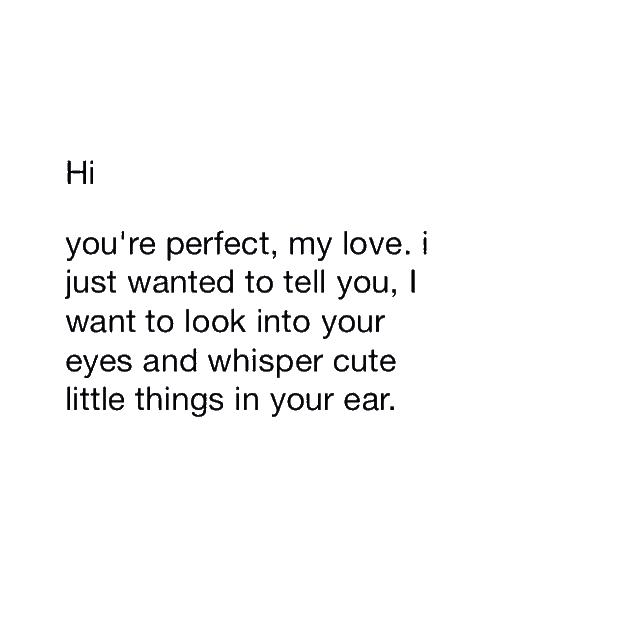 Hi
you're perfect, my love. i
just wanted to tell you, I
want to look into your
eyes and whisper cute
little things in your ear.